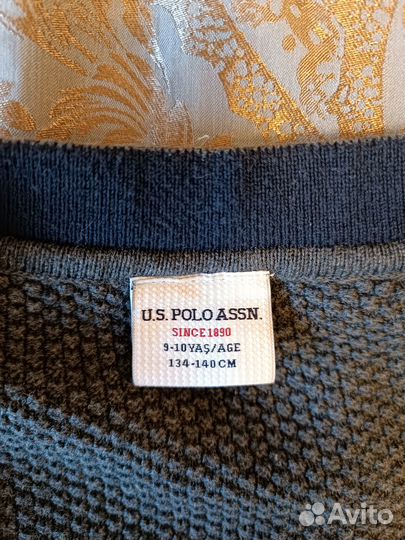 U.S. POLO ASSN.
SINCE 1890
9-10 YAŞ/AGE
134-140 CM
Avito